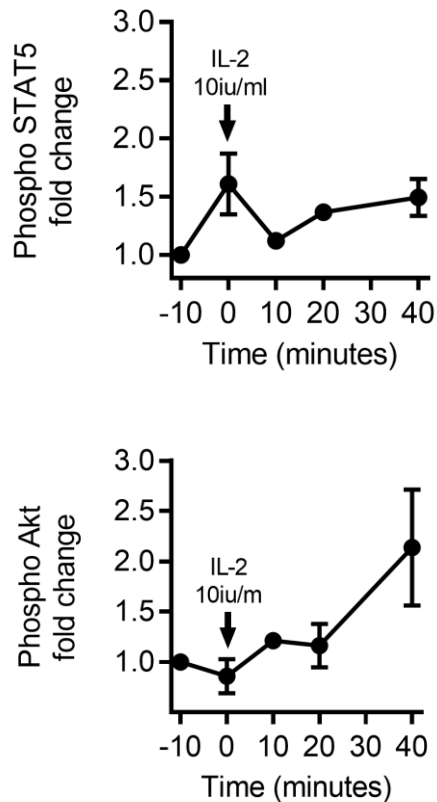 Phospho STAT5
fold change
3.0
2.5
2.0
1.5
1.0
IL-2
10iu/ml
-10 0 10 20 30 40
Time (minutes)
Phospho Akt
fold change
3.0
2.5
2.0
1.5
1.0
IL-2
10iu/m
-10 0 10 20 30 40
Time (minutes)